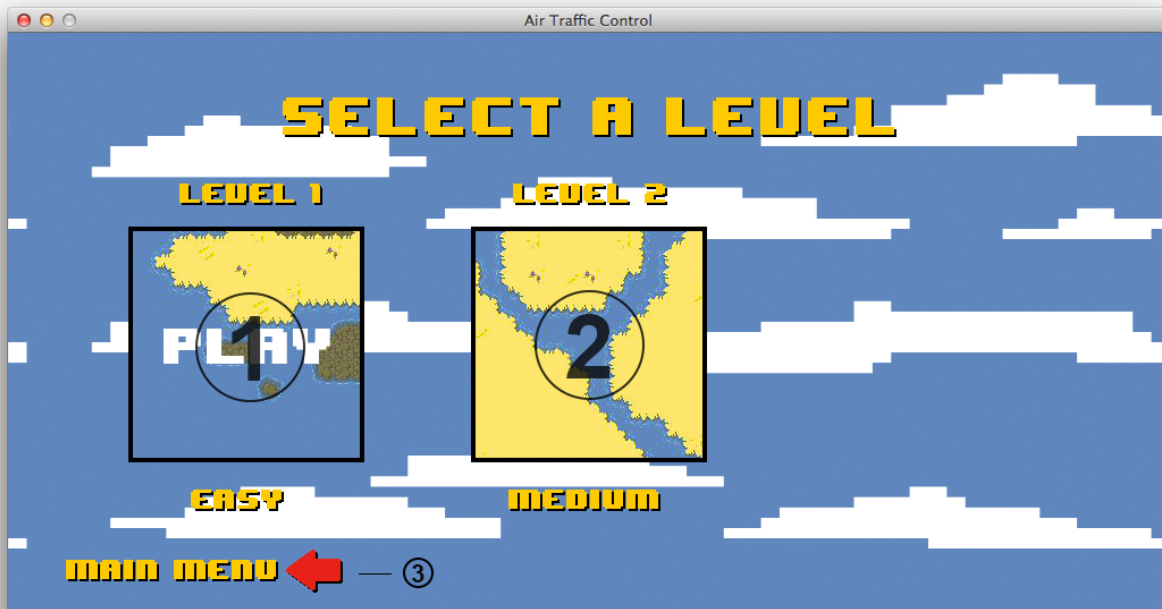 Air Traffic Control
SELECT A LEVEL
LEVEL 1
LEVEL 2
PLAY
1
2
EASY
MEDIUM
MAIN MENU
3